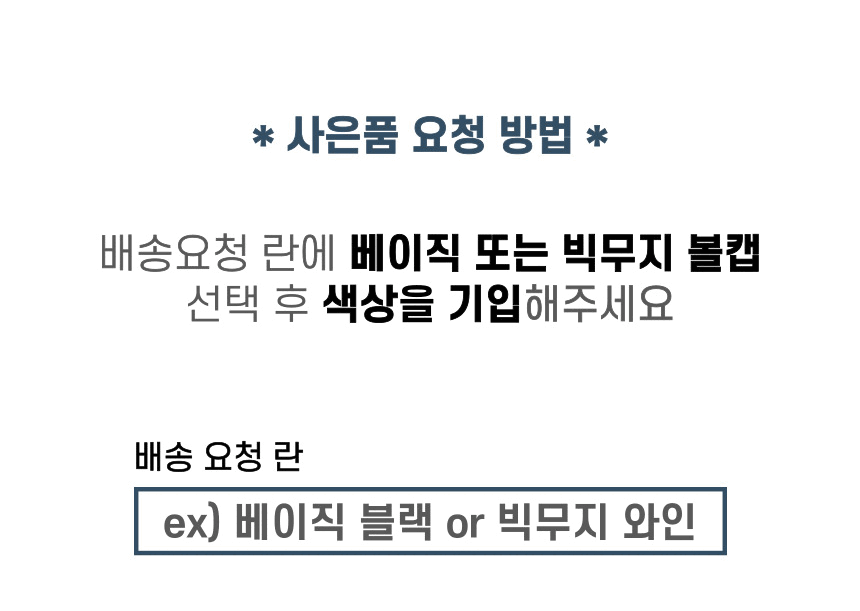 * 사은품 요청 방법 *
배송요청 란에 베이직 또는 빅무지 볼캡
선택 후 색상을 기입해주세요
배송 요청 란
ex) 베이직 블랙 or 빅무지 와인